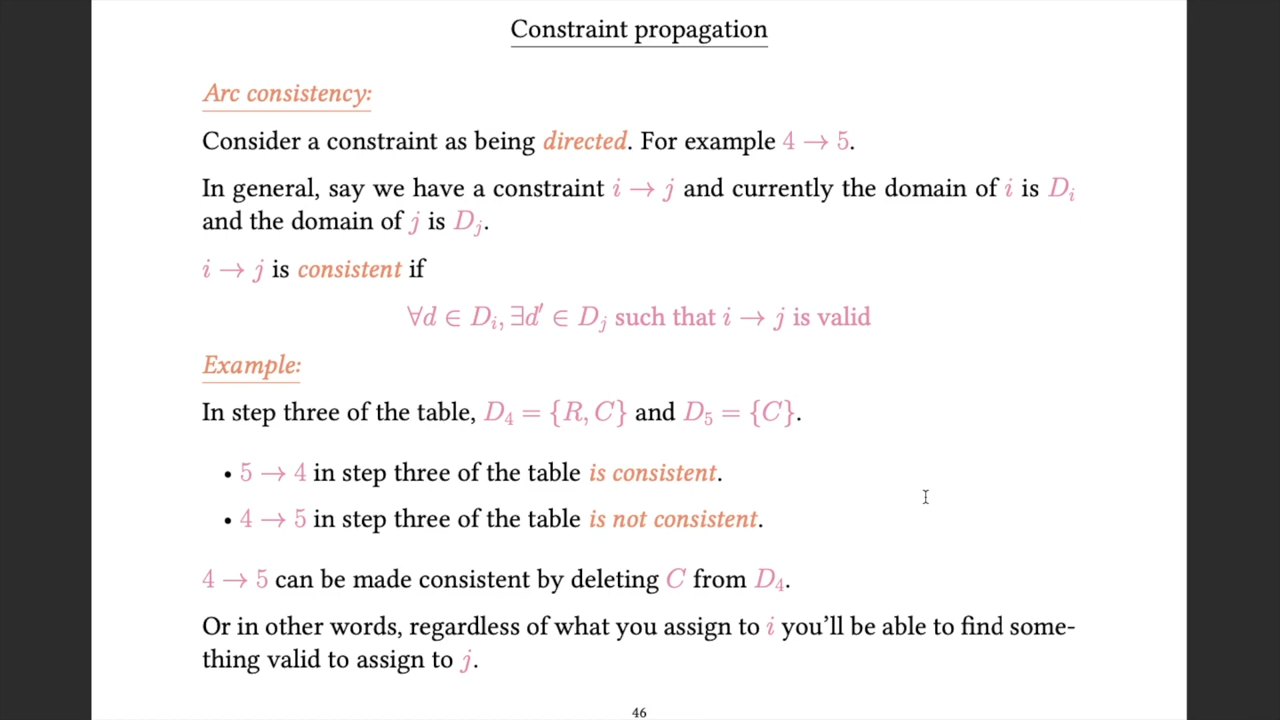 Constraint propagation
Arc consistency:
Consider a constraint as being directed. For example 4 → 5.
In general, say we have a constraint i → j and currently the domain of i is Dᵢ
and the domain of j is Dⱼ.
i → j is consistent if
∀d ∈ Dᵢ, ∃d′ ∈ Dⱼ such that i → j is valid
Example:
In step three of the table, D₄ = {R, C} and D₅ = {C}.
• 5 → 4 in step three of the table is consistent.
• 4 → 5 in step three of the table is not consistent.
4 → 5 can be made consistent by deleting C from D₄.
Or in other words, regardless of what you assign to i you’ll be able to find some-
thing valid to assign to j.
46